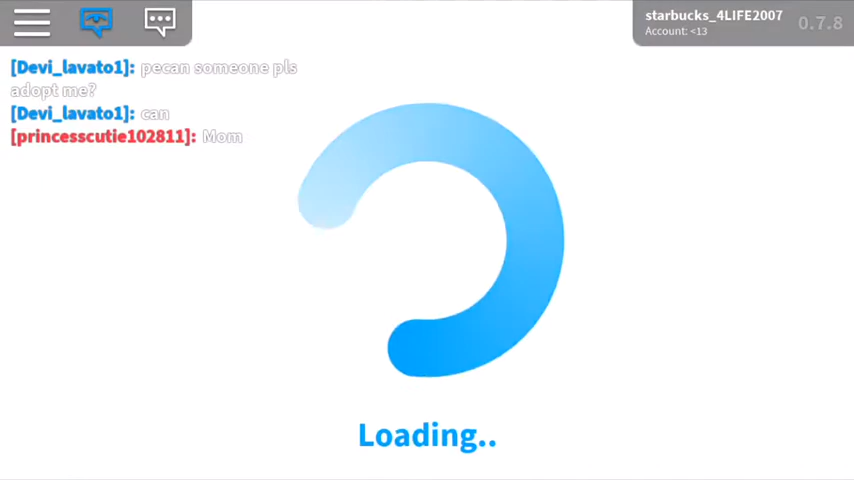 starbucks_4LIFE2007
Account: <13
0.7.8
[Devi_lavato1]: pecan someone pls
adopt me?
[Devi_lavato1]: can
[princesscutie102811]: Mom
Loading..